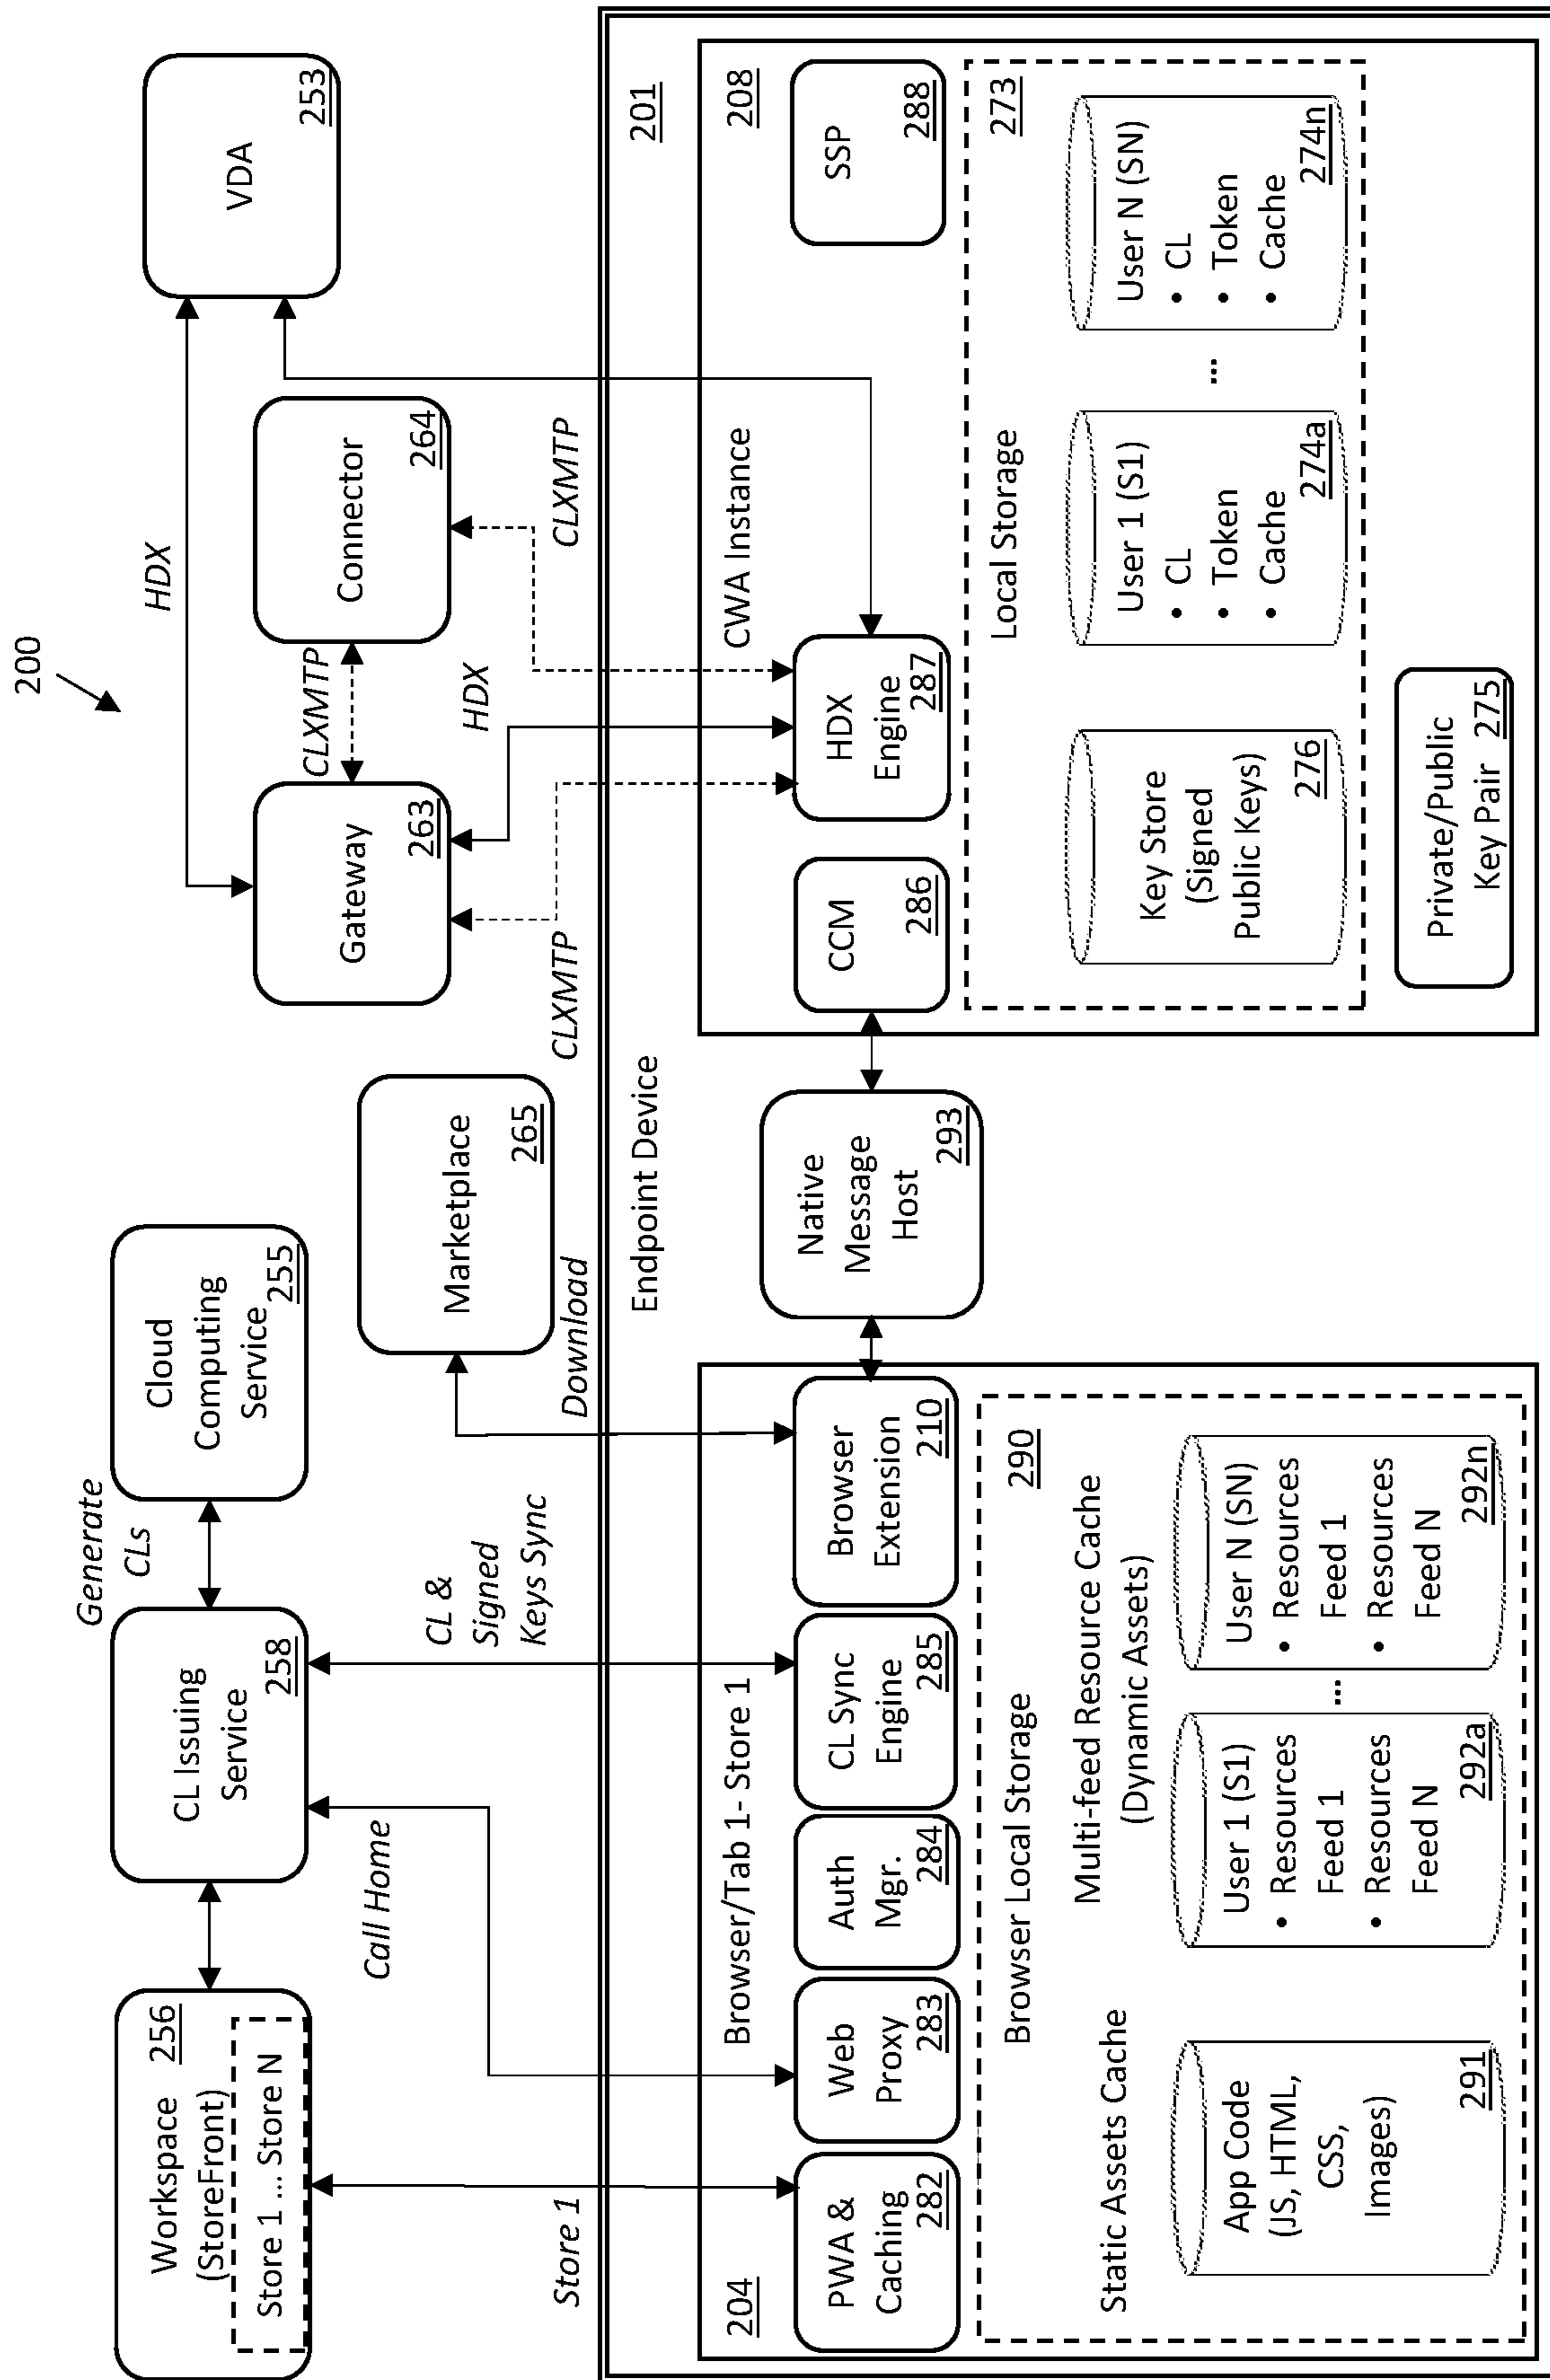 200
Workspace
(StoreFront)
256
Store 1 ... Store N
CL Issuing
Service
258
Generate
CLs
Cloud
Computing
Service
255
Marketplace
265
Gateway
263
CLXMTP
Connector
264
HDX
VDA
253
Store 1
Call Home
CL &
Signed
Keys Sync
Download
CLXMTP
HDX
CLXMTP
Endpoint Device
201
204
Browser/Tab 1- Store 1
PWA &
Caching
282
Web
Proxy
283
Auth
Mgr.
284
CL Sync
Engine
285
Browser
Extension
210
Browser Local Storage
290
Static Assets Cache
App Code
(JS, HTML,
CSS,
Images)
291
Multi-feed Resource Cache
(Dynamic Assets)
User 1 (S1)
• Resources
Feed 1
• Resources
Feed N
292a
...
User N (SN)
• Resources
Feed 1
• Resources
Feed N
292n
Native
Message
Host
293
CWA Instance
208
CCM
286
HDX
Engine
287
SSP
288
Local Storage
273
Key Store
(Signed
Public Keys)
276
User 1 (S1)
• CL
• Token
• Cache
274a
...
User N (SN)
• CL
• Token
• Cache
274n
Private/Public
Key Pair 275